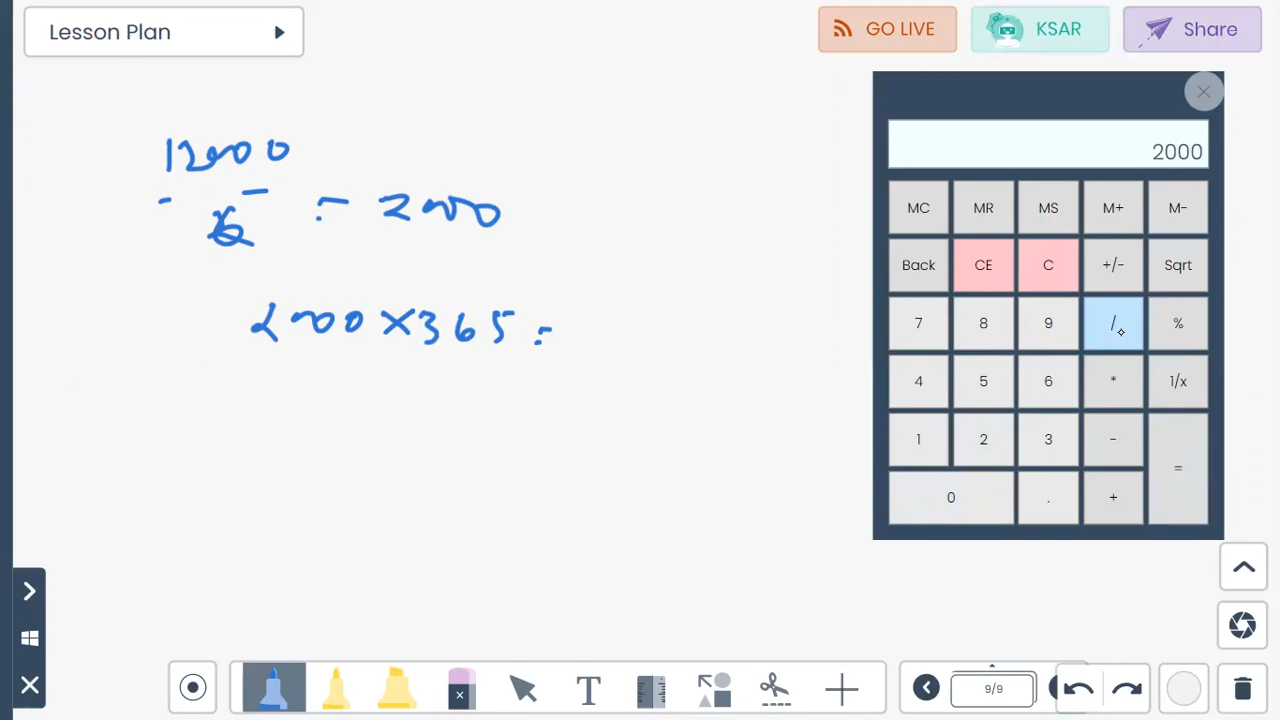 Lesson Plan
GO LIVE
KSAR
Share
2000
12000
6 = 2000
2000 × 365 =
MC MR MS M+ M-
Back CE C +/- Sqrt
7 8 9 / %
4 5 6 * 1/x
1 2 3 - =
0 . +
T
9/9